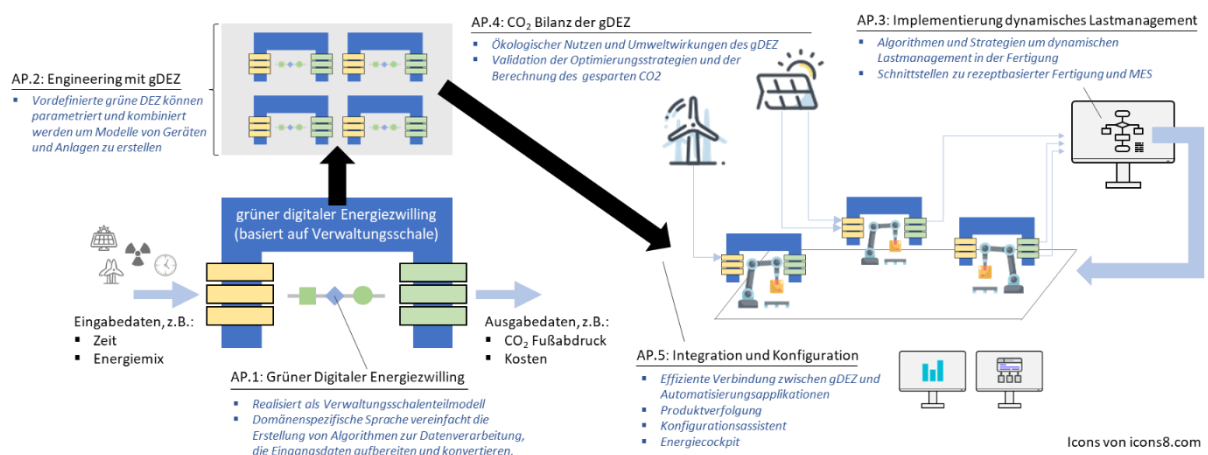 AP.2: Engineering mit gDEZ
Vordefinierte grüne DEZ können
parametriert und kombiniert
werden um Modelle von Geräten
und Anlagen zu erstellen
AP.4: CO₂ Bilanz der gDEZ
Ökologischer Nutzen und Umweltwirkungen des gDEZ
Validation der Optimierungsstrategien und der
Berechnung des gesparten CO2
AP.3: Implementierung dynamisches Lastmanagement
Algorithmen und Strategien um dynamischen
Lastmanagement in der Fertigung
Schnittstellen zu rezeptbasierter Fertigung und MES
grüner digitaler Energiezwilling
(basiert auf Verwaltungsschale)
Eingabedaten, z.B.:
Zeit
Energiemix
Ausgabedaten, z.B.:
CO₂ Fußabdruck
Kosten
AP.1: Grüner Digitaler Energiezwilling
Realisiert als Verwaltungsschalenteilmodell
Domänenspezifische Sprache vereinfacht die
Erstellung von Algorithmen zur Datenverarbeitung,
die Eingangsdaten aufbereiten und konvertieren.
AP.5: Integration und Konfiguration
Effiziente Verbindung zwischen gDEZ und
Automatisierungsapplikationen
Produktverfolgung
Konfigurationsassistent
Energiecockpit
Icons von icons8.com